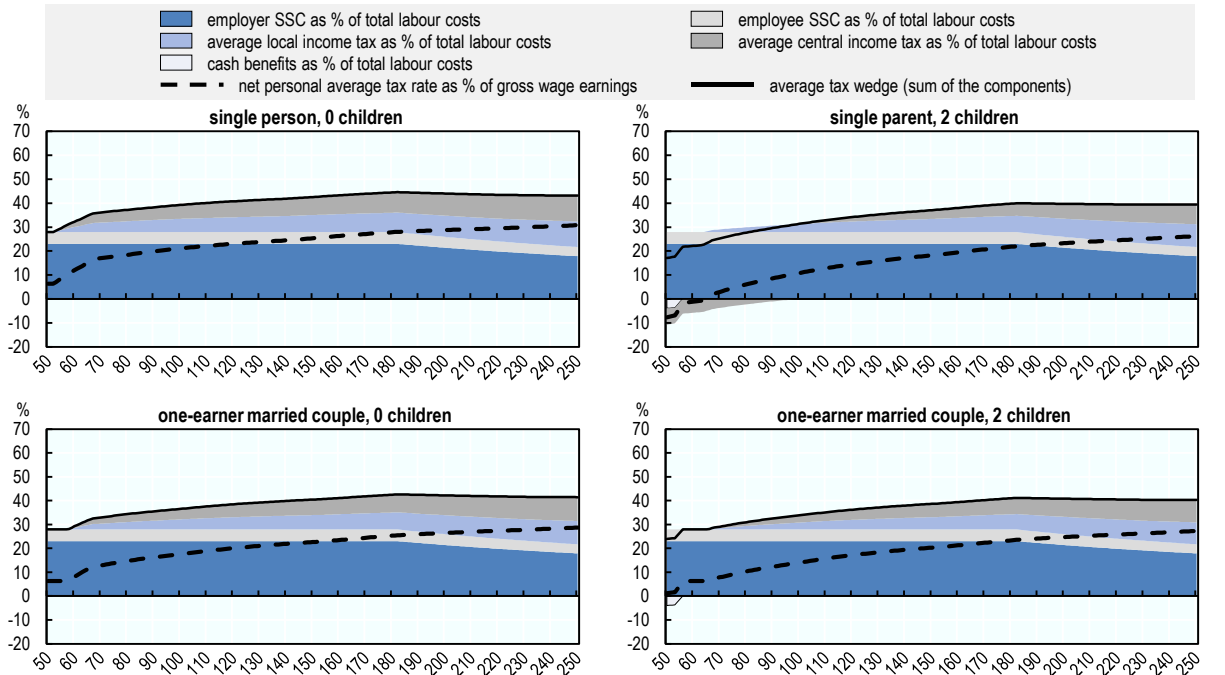 employer SSC as % of total labour costs
employee SSC as % of total labour costs
average local income tax as % of total labour costs
average central income tax as % of total labour costs
cash benefits as % of total labour costs
net personal average tax rate as % of gross wage earnings
average tax wedge (sum of the components)
%
single person, 0 children
70
60
50
40
30
20
10
0
-10
-20
50 60 70 80 90 100 110 120 130 140 150 160 170 180 190 200 210 220 230 240 250
%
single parent, 2 children
70
60
50
40
30
20
10
0
-10
-20
50 60 70 80 90 100 110 120 130 140 150 160 170 180 190 200 210 220 230 240 250
%
one-earner married couple, 0 children
70
60
50
40
30
20
10
0
-10
-20
50 60 70 80 90 100 110 120 130 140 150 160 170 180 190 200 210 220 230 240 250
%
one-earner married couple, 2 children
70
60
50
40
30
20
10
0
-10
-20
50 60 70 80 90 100 110 120 130 140 150 160 170 180 190 200 210 220 230 240 250